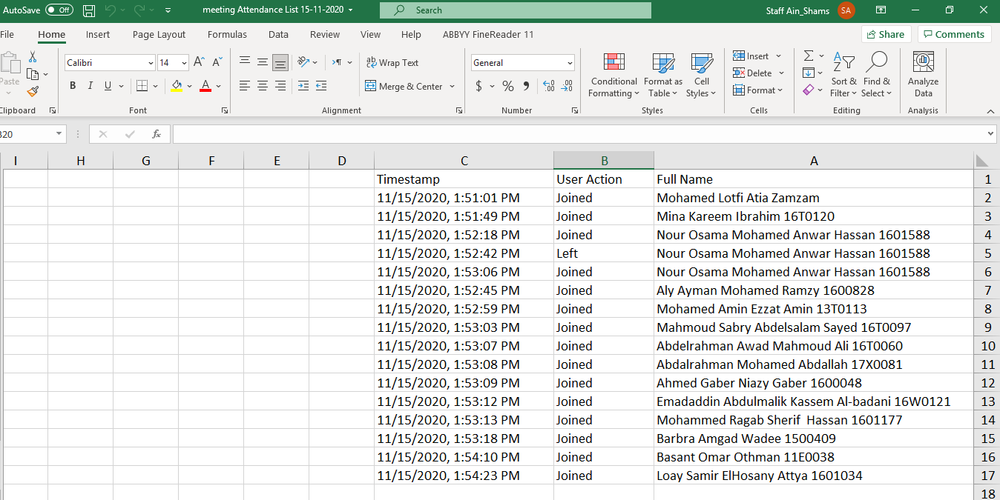 AutoSave Off meeting Attendance List 15-11-2020 Search Staff Ain_Shams SA
File Home Insert Page Layout Formulas Data Review View Help ABBYY FineReader 11 Share Comments
Calibri 14 A A ab Wrap Text General Insert
Paste Conditional Formatting Format as Table Cell Styles Delete Sort & Filter Find & Select Analyze Data
B I U A Merge & Center $ % Format
Clipboard Font Alignment Number Styles Cells Editing Analysis
B20 fx
I H G F E D C B A
Timestamp User Action Full Name 1
11/15/2020, 1:51:01 PM Joined Mohamed Lotfi Atia Zamzam 2
11/15/2020, 1:51:49 PM Joined Mina Kareem Ibrahim 16T0120 3
11/15/2020, 1:52:18 PM Joined Nour Osama Mohamed Anwar Hassan 1601588 4
11/15/2020, 1:52:42 PM Left Nour Osama Mohamed Anwar Hassan 1601588 5
11/15/2020, 1:53:06 PM Joined Nour Osama Mohamed Anwar Hassan 1601588 6
11/15/2020, 1:52:45 PM Joined Aly Ayman Mohamed Ramzy 1600828 7
11/15/2020, 1:52:59 PM Joined Mohamed Amin Ezzat Amin 13T0113 8
11/15/2020, 1:53:03 PM Joined Mahmoud Sabry Abdelsalam Sayed 16T0097 9
11/15/2020, 1:53:07 PM Joined Abdelrahman Awad Mahmoud Ali 16T0060 10
11/15/2020, 1:53:08 PM Joined Abdalrahman Mohamed Abdallah 17X0081 11
11/15/2020, 1:53:09 PM Joined Ahmed Gaber Niazy Gaber 1600048 12
11/15/2020, 1:53:12 PM Joined Emadaddin Abdulmalik Kassem Al-badani 16W0121 13
11/15/2020, 1:53:13 PM Joined Mohammed Ragab Sherif  Hassan 1601177 14
11/15/2020, 1:53:18 PM Joined Barbra Amgad Wadee 1500409 15
11/15/2020, 1:54:10 PM Joined Basant Omar Othman 11E0038 16
11/15/2020, 1:54:23 PM Joined Loay Samir ElHosany Attya 1601034 17
18